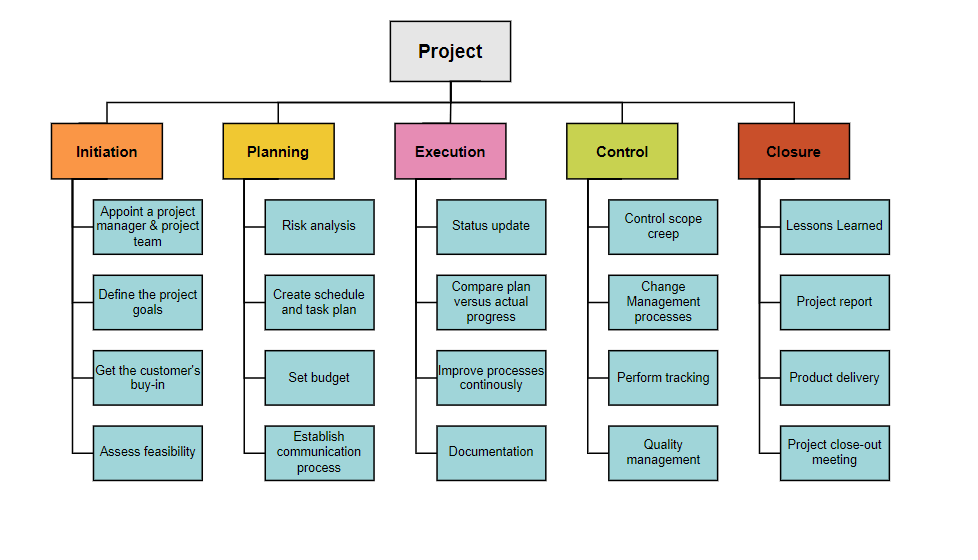 Project
Initiation
Planning
Execution
Control
Closure
Appoint a project
manager & project
team
Risk analysis
Status update
Control scope
creep
Lessons Learned
Define the project
goals
Create schedule
and task plan
Compare plan
versus actual
progress
Change
Management
processes
Project report
Get the customer's
buy-in
Set budget
Improve processes
continously
Perform tracking
Product delivery
Assess feasibility
Establish
communication
process
Documentation
Quality
management
Project close-out
meeting